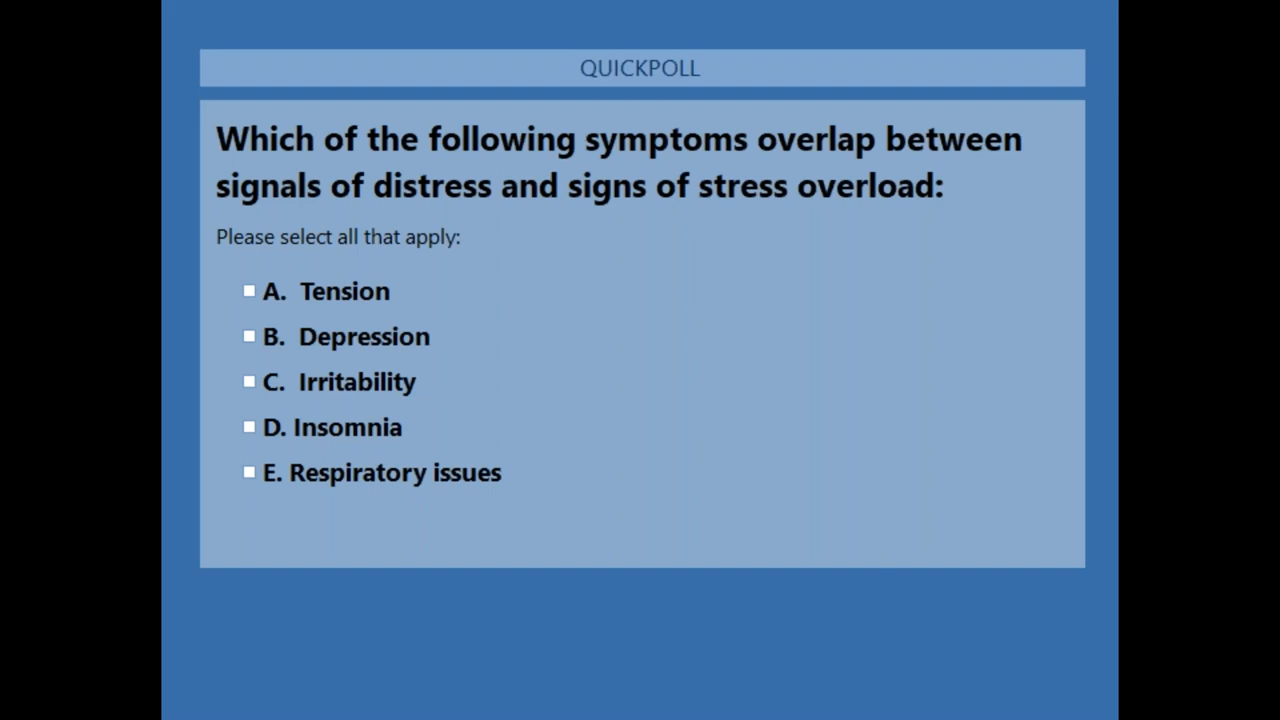 QUICKPOLL
Which of the following symptoms overlap between
signals of distress and signs of stress overload:
Please select all that apply:
A. Tension
B. Depression
C. Irritability
D. Insomnia
E. Respiratory issues